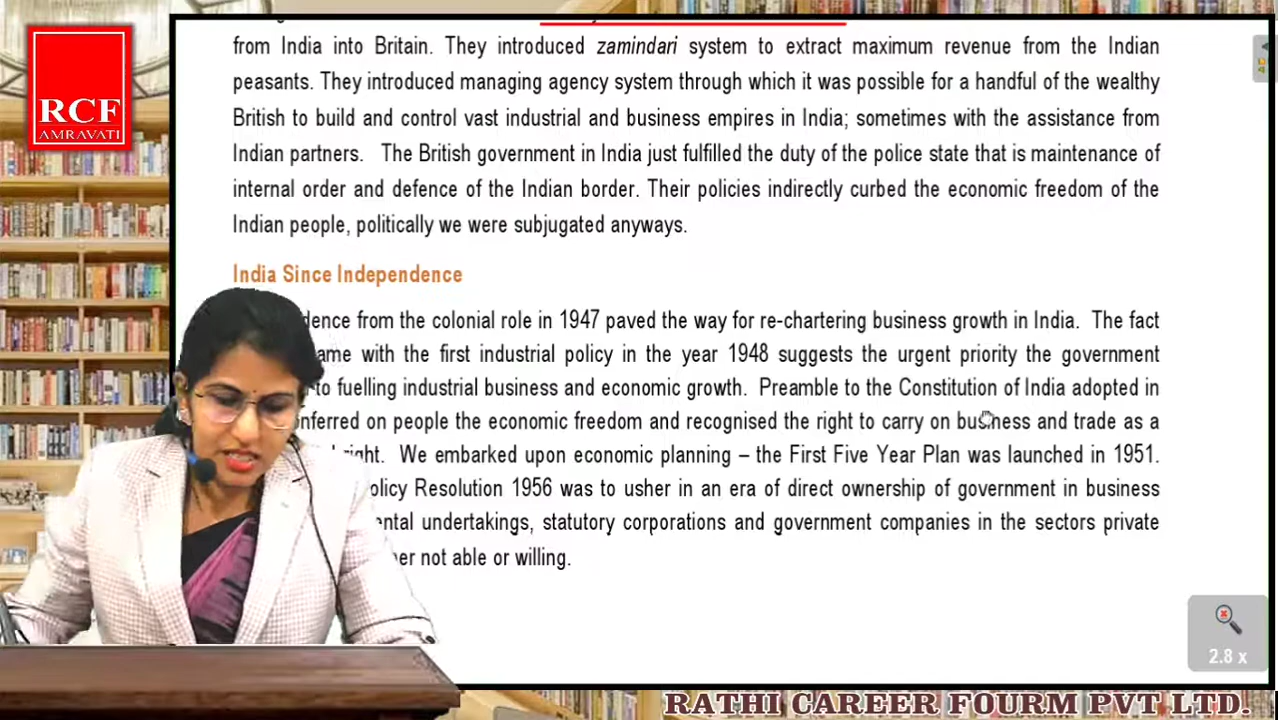 RCF
AMRAVATI
from India into Britain. They introduced zamindari system to extract maximum revenue from the Indian
peasants. They introduced managing agency system through which it was possible for a handful of the wealthy
British to build and control vast industrial and business empires in India; sometimes with the assistance from
Indian partners. The British government in India just fulfilled the duty of the police state that is maintenance of
internal order and defence of the Indian border. Their policies indirectly curbed the economic freedom of the
Indian people, politically we were subjugated anyways.
India Since Independence
dence from the colonial role in 1947 paved the way for re-chartering business growth in India. The fact
ame with the first industrial policy in the year 1948 suggests the urgent priority the government
to fuelling industrial business and economic growth. Preamble to the Constitution of India adopted in
nferred on people the economic freedom and recognised the right to carry on business and trade as a
right. We embarked upon economic planning – the First Five Year Plan was launched in 1951.
olicy Resolution 1956 was to usher in an era of direct ownership of government in business
ental undertakings, statutory corporations and government companies in the sectors private
her not able or willing.
2.8 x
RATHI CAREER FOURM PVT LTD.